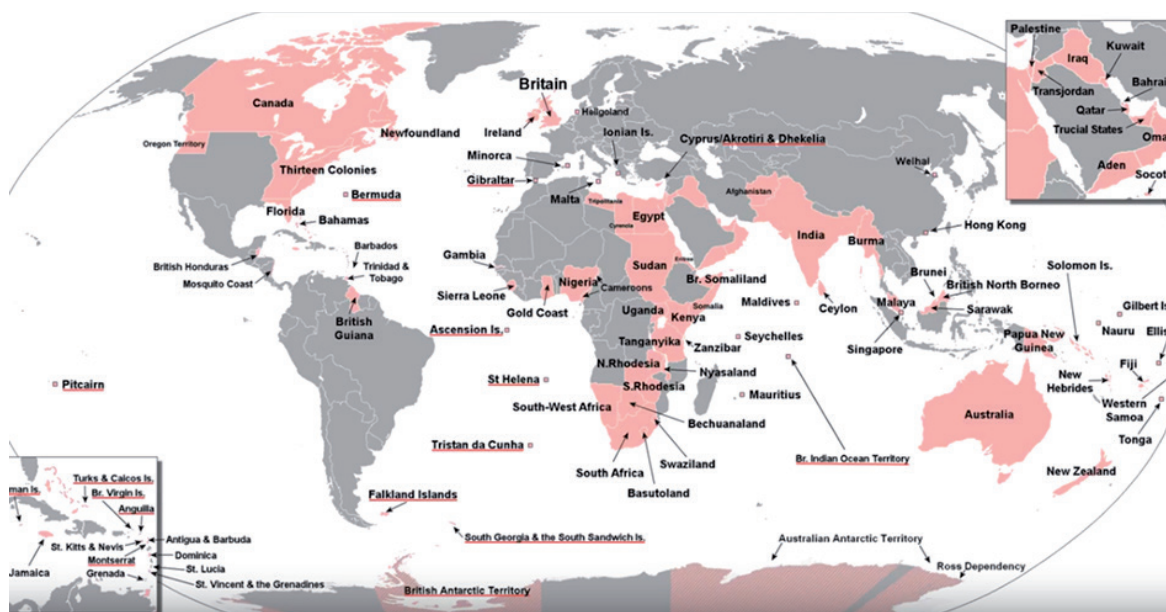 Palestine
Iraq
Kuwait
Transjordan
Bahrai
Qatar
Trucial States
Oma
Aden
Socot
Canada
Newfoundland
Oregon Territory
Thirteen Colonies
Bermuda
Florida
Bahamas
British Honduras
Mosquito Coast
Barbados
Trinidad &
Tobago
British
Guiana
Pitcairn
Britain
Heligoland
Ireland
Ionian Is.
Cyprus/Akrotiri & Dhekelia
Minorca
Gibraltar
Malta
Tripolitania
Cyrenaica
Egypt
Afghanistan
Weihai
Hong Kong
India
Burma
Gambia
Sierra Leone
Gold Coast
Nigeria
Cameroons
Sudan
Eritrea
Br. Somaliland
Somalia
Uganda
Kenya
Tanganyika
Zanzibar
N.Rhodesia
Nyasaland
S.Rhodesia
South-West Africa
Bechuanaland
Swaziland
South Africa
Basutoland
Ascension Is.
St Helena
Tristan da Cunha
Falkland Islands
South Georgia & the South Sandwich Is.
Maldives
Ceylon
Seychelles
Mauritius
Br. Indian Ocean Territory
Malaya
Singapore
Brunei
British North Borneo
Sarawak
Solomon Is.
Gilbert Is
Nauru
Ellis
Papua New
Guinea
Fiji
New
Hebrides
Western
Samoa
Tonga
Australia
New Zealand
Australian Antarctic Territory
Ross Dependency
British Antarctic Territory
man Is.
Turks & Caicos Is.
Br. Virgin Is.
Anguilla
St. Kitts & Nevis
Antigua & Barbuda
Montserrat
Dominica
St. Lucia
Grenada
St. Vincent & the Grenadines
Jamaica